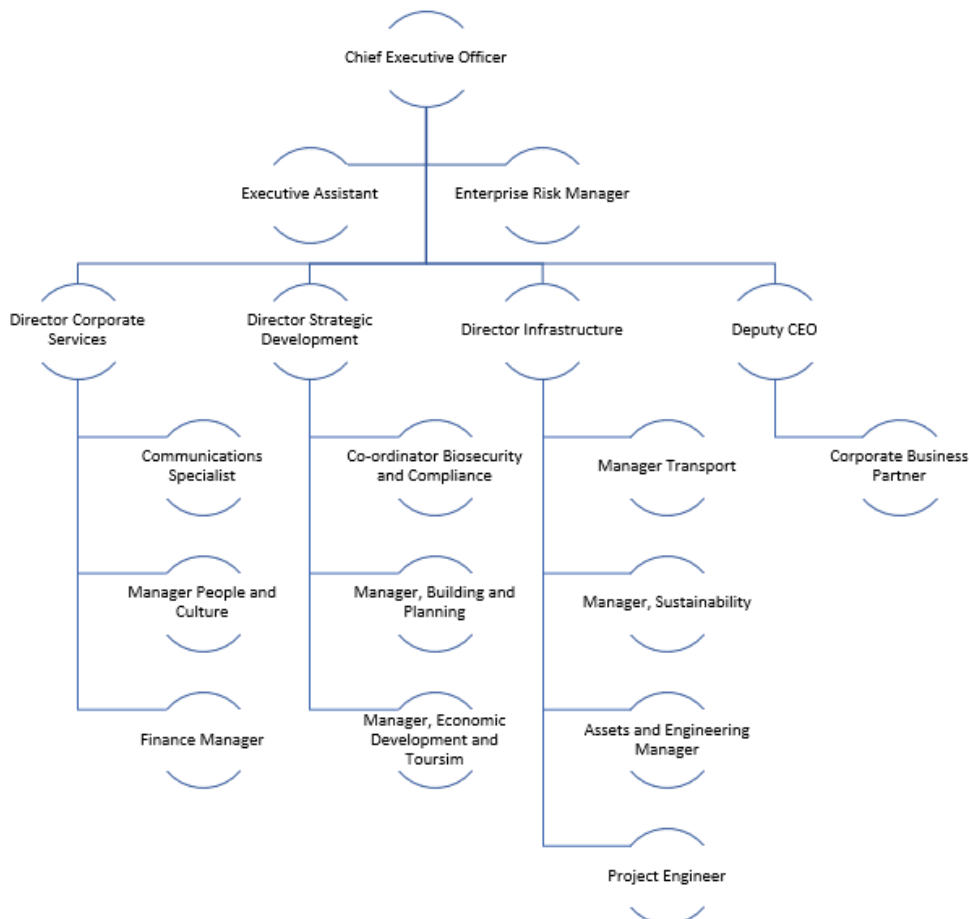 Chief Executive Officer
Executive Assistant
Enterprise Risk Manager
Director Corporate
Services
Director Strategic
Development
Director Infrastructure
Deputy CEO
Communications
Specialist
Co-ordinator Biosecurity
and Compliance
Manager Transport
Corporate Business
Partner
Manager People and
Culture
Manager, Building and
Planning
Manager, Sustainability
Finance Manager
Manager, Economic
Development and
Toursim
Assets and Engineering
Manager
Project Engineer